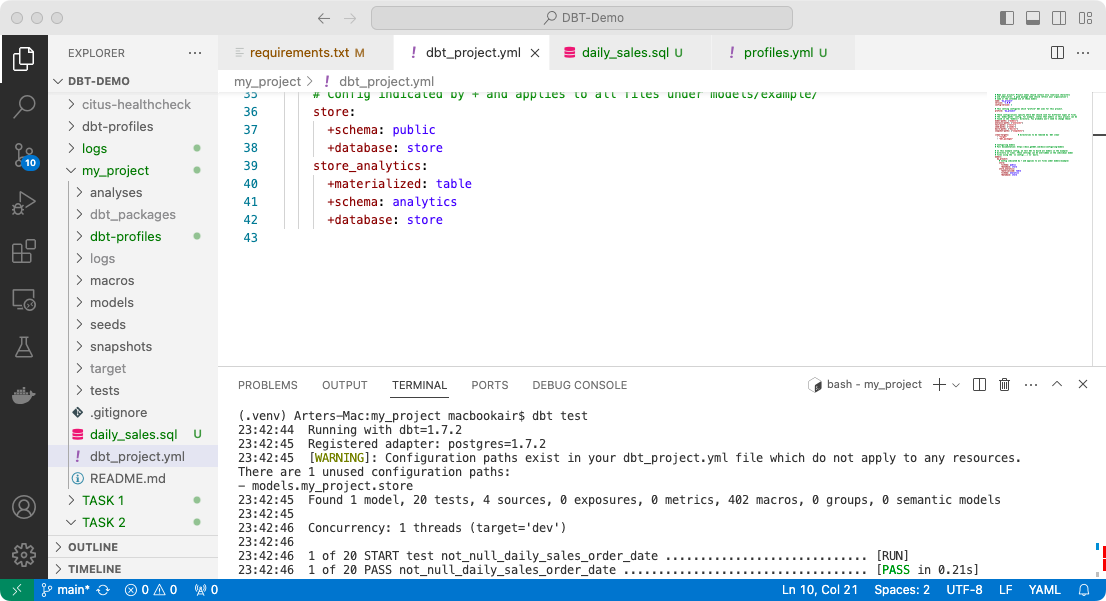 DBT-Demo
EXPLORER
requirements.txt M
dbt_project.yml
daily_sales.sql U
profiles.yml U
DBT-DEMO
my_project > dbt_project.yml
citus-healthcheck
dbt-profiles
logs
my_project
analyses
dbt_packages
dbt-profiles
logs
macros
models
seeds
snapshots
target
tests
.gitignore
daily_sales.sql U
dbt_project.yml
README.md
TASK 1
TASK 2
OUTLINE
TIMELINE
10
35 # Config indicated by + and applies to all files under models/example/
36 store:
37 +schema: public
38 +database: store
39 store_analytics:
40 +materialized: table
41 +schema: analytics
42 +database: store
43
PROBLEMS OUTPUT TERMINAL PORTS DEBUG CONSOLE
bash - my_project
(.venv) Arters-Mac:my_project macbookair$ dbt test
23:42:44 Running with dbt=1.7.2
23:42:45 Registered adapter: postgres=1.7.2
23:42:45 [WARNING]: Configuration paths exist in your dbt_project.yml file which do not apply to any resources.
There are 1 unused configuration paths:
- models.my_project.store
23:42:45 Found 1 model, 20 tests, 4 sources, 0 exposures, 0 metrics, 402 macros, 0 groups, 0 semantic models
23:42:45
23:42:46 Concurrency: 1 threads (target='dev')
23:42:46
23:42:46 1 of 20 START test not_null_daily_sales_order_date ............................ [RUN]
23:42:46 1 of 20 PASS not_null_daily_sales_order_date .................................. [PASS in 0.21s]
main* 0 0 0
Ln 10, Col 21 Spaces: 2 UTF-8 LF YAML